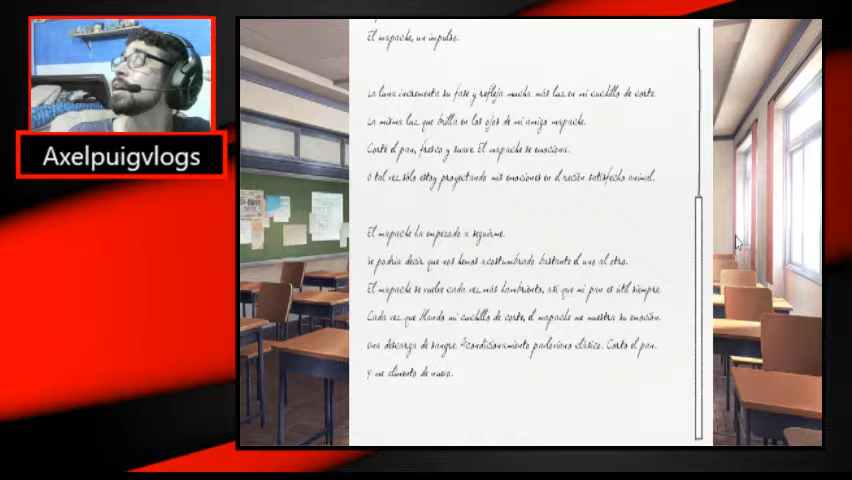 El mapache, un impulso.
La luna incrementa su fase y refleja mucha más luz en mi cuchillo de corte.
La misma luz que brilla en los ojos de mi amigo mapache.
Corté el pan, fresco y suave. El mapache se emociona.
O tal vez sólo estoy proyectando mis emociones en el recién satisfecho animal.
El mapache ha empezado a seguirme.
Se podría decir que nos hemos acostumbrado bastante el uno al otro.
El mapache se vuelve cada vez más hambriento, así que mi pan es útil siempre.
Cada vez que blando mi cuchillo de corte, el mapache me muestra su emoción.
Una descarga de sangre. Acondicionamiento pavloviano clásico. Corto el pan.
Y me alimento de nuevo.
Axelpuigvlogs